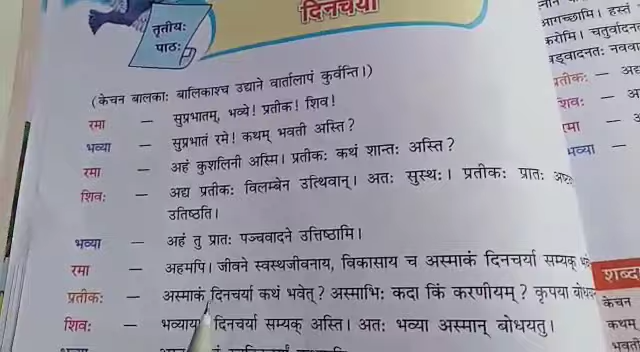 दिनचर्या
तृतीयः
पाठः
(केचन बालकाः बालिकाश्च उद्याने वार्तालापं कुर्वन्ति।)
रमा — सुप्रभातम्, भव्ये! प्रतीक! शिव!
भव्या — सुप्रभातं रमे! कथम् भवती अस्ति?
रमा — अहं कुशलिनी अस्मि। प्रतीकः कथं शान्तः अस्ति?
शिवः — अद्य प्रतीकः विलम्बेन उत्थिवान्। अतः सुस्थः। प्रतीकः प्रातः
उतिष्ठति।
भव्या — अहं तु प्रातः पञ्चवादने उत्तिष्ठामि।
रमा — अहमपि। जीवने स्वस्थजीवनाय, विकासाय च अस्माकं दिनचर्या सम्यक्
प्रतीकः — अस्माकं दिनचर्या कथं भवेत्? अस्माभिः कदा किं करणीयम्? कृपया
शिवः — भव्यायाः दिनचर्या सम्यक् अस्ति। अतः भव्या अस्मान् बोधयतु।
आगच्छामि। हस्तं
करोमि। चतुर्वादन
षड्वादनतः
प्रतीकः — अद्य
शिवः —
रमा —
भव्या —
शब्द
केचन
कथम्
भवती